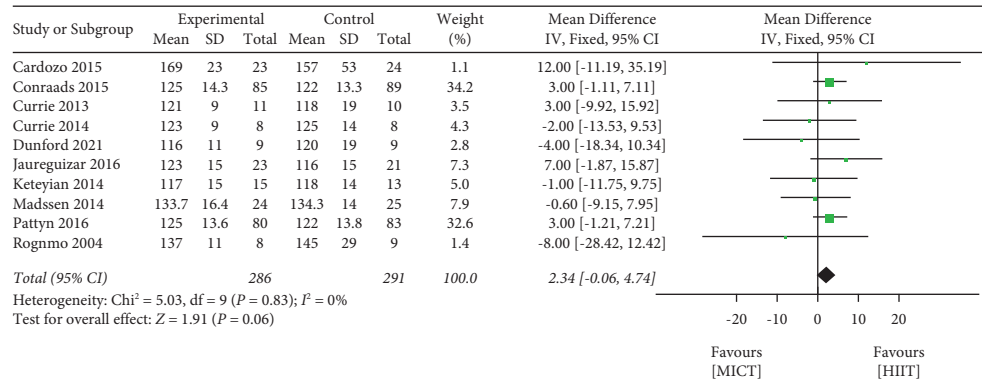 Study or Subgroup Experimental Control Weight (%) Mean Difference IV, Fixed, 95% CI Mean Difference IV, Fixed, 95% CI
Mean SD Total Mean SD Total
Cardozo 2015 169 23 23 157 53 24 1.1 12.00 [-11.19, 35.19]
Conraads 2015 125 14.3 85 122 13.3 89 34.2 3.00 [-1.11, 7.11]
Currie 2013 121 9 11 118 19 10 3.5 3.00 [-9.92, 15.92]
Currie 2014 123 9 8 125 14 8 4.3 -2.00 [-13.53, 9.53]
Dunford 2021 116 11 9 120 19 9 2.8 -4.00 [-18.34, 10.34]
Jaureguizar 2016 123 15 23 116 15 21 7.3 7.00 [-1.87, 15.87]
Keteyian 2014 117 15 15 118 14 13 5.0 -1.00 [-11.75, 9.75]
Madssen 2014 133.7 16.4 24 134.3 14 25 7.9 -0.60 [-9.15, 7.95]
Pattyn 2016 125 13.6 80 122 13.8 83 32.6 3.00 [-1.21, 7.21]
Rognmo 2004 137 11 8 145 29 9 1.4 -8.00 [-28.42, 12.42]
Total (95% CI) 286 291 100.0 2.34 [-0.06, 4.74]
Heterogeneity: Chi² = 5.03, df = 9 (P = 0.83); I² = 0%
Test for overall effect: Z = 1.91 (P = 0.06)
-20 -10 0 10 20
Favours [MICT] Favours [HIIT]